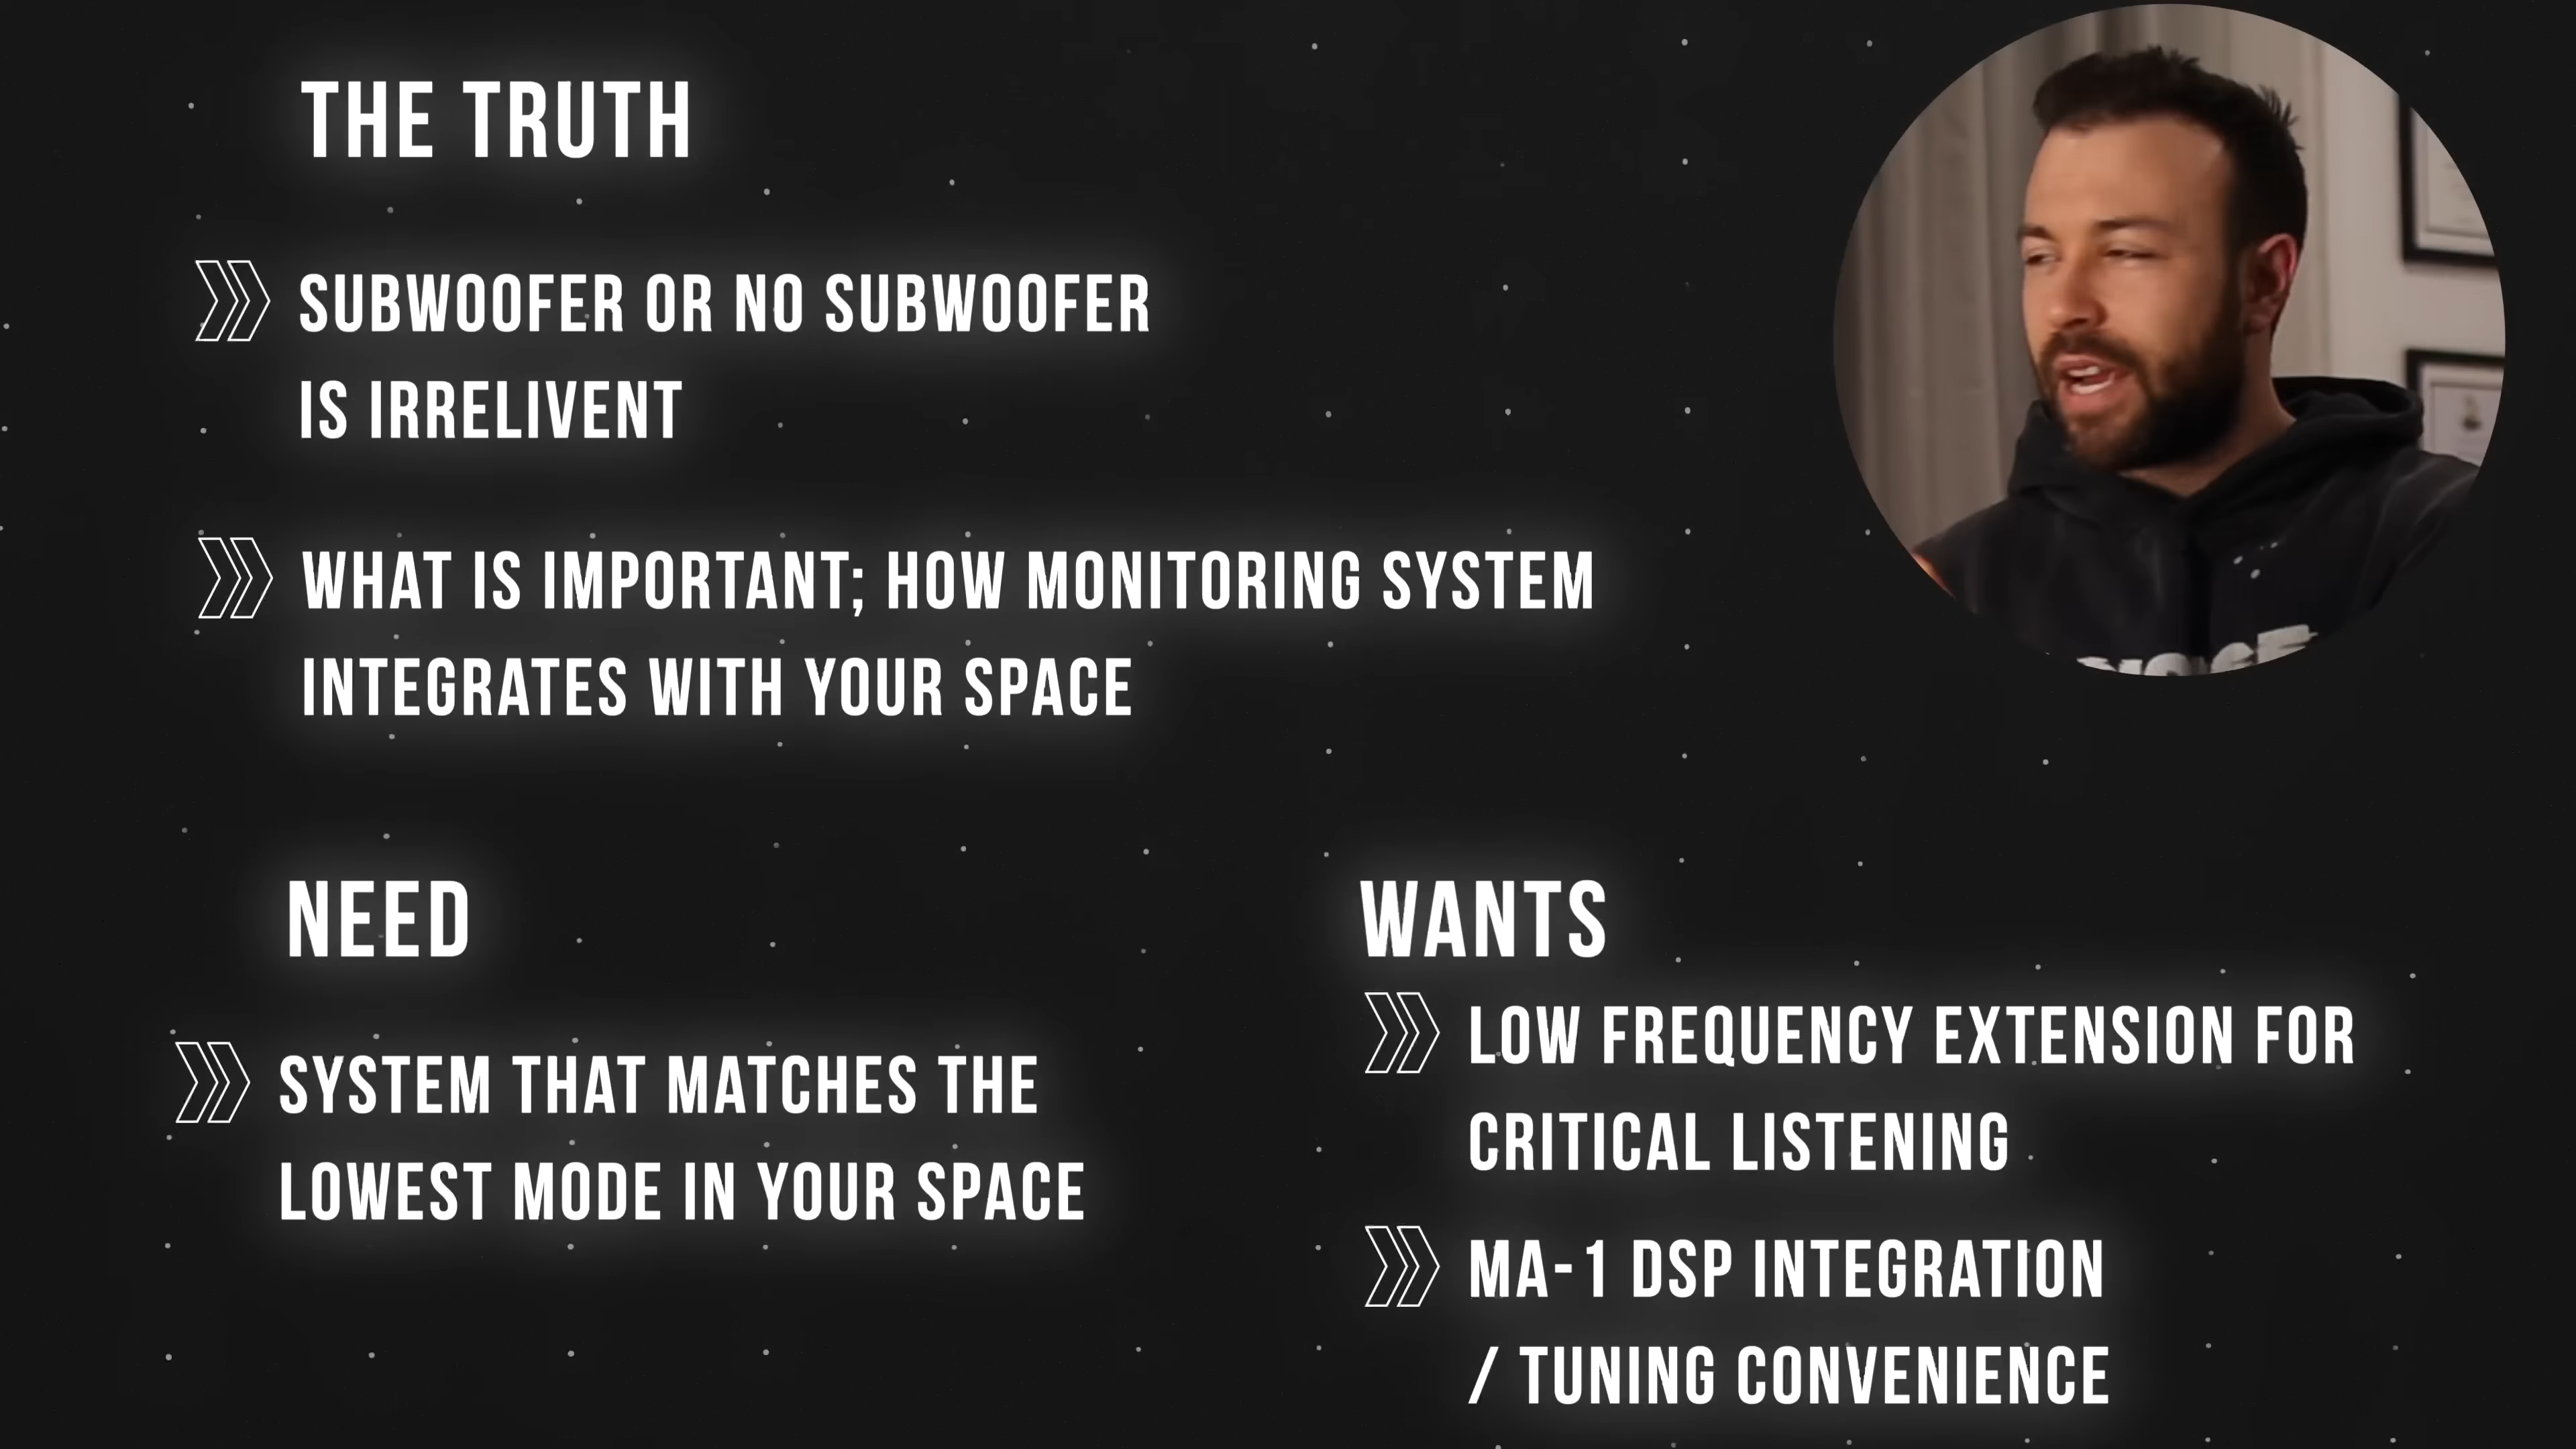 THE TRUTH
SUBWOOFER OR NO SUBWOOFER
IS IRRELIVENT
WHAT IS IMPORTANT; HOW MONITORING SYSTEM
INTEGRATES WITH YOUR SPACE
NEED
SYSTEM THAT MATCHES THE
LOWEST MODE IN YOUR SPACE
WANTS
LOW FREQUENCY EXTENSION FOR
CRITICAL LISTENING
MA-1 DSP INTEGRATION
/ TUNING CONVENIENCE